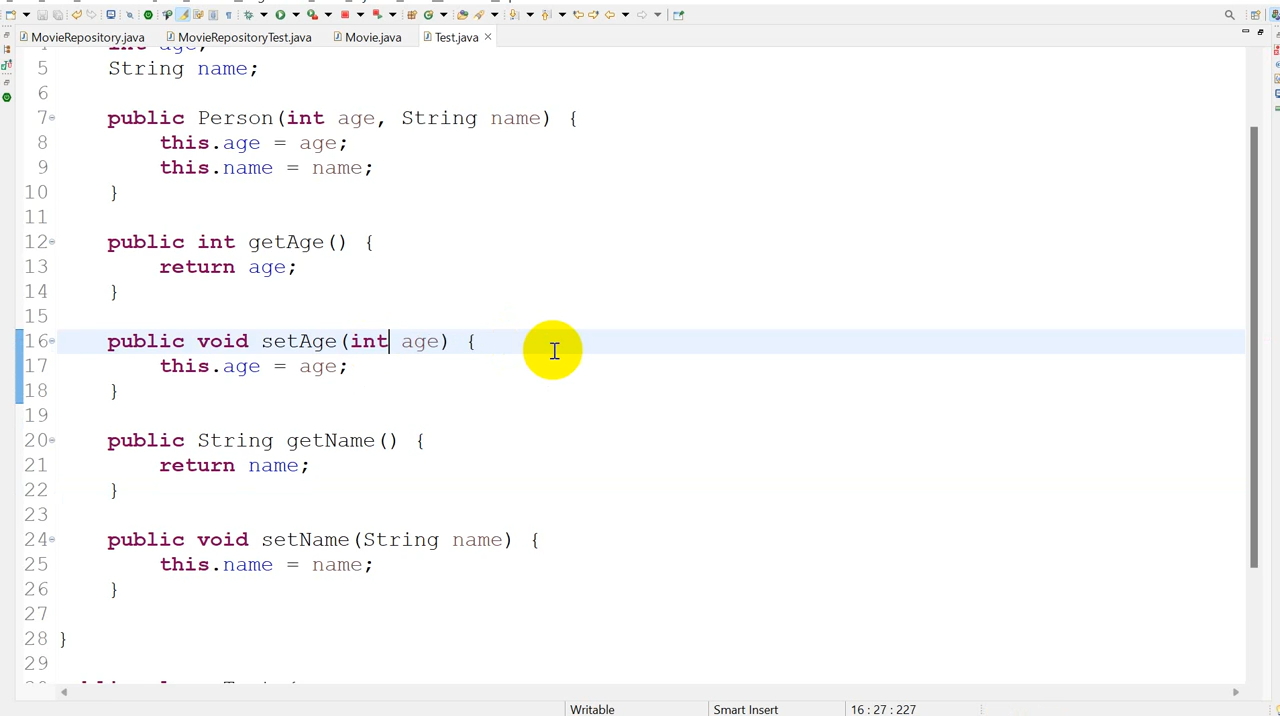 MovieRepository.java MovieRepositoryTest.java Movie.java Test.java
5 String name;
6
7 public Person(int age, String name) {
8 this.age = age;
9 this.name = name;
10 }
11
12 public int getAge() {
13 return age;
14 }
15
16 public void setAge(int age) {
17 this.age = age;
18 }
19
20 public String getName() {
21 return name;
22 }
23
24 public void setName(String name) {
25 this.name = name;
26 }
27
28 }
29
Writable Smart Insert 16 : 27 : 227